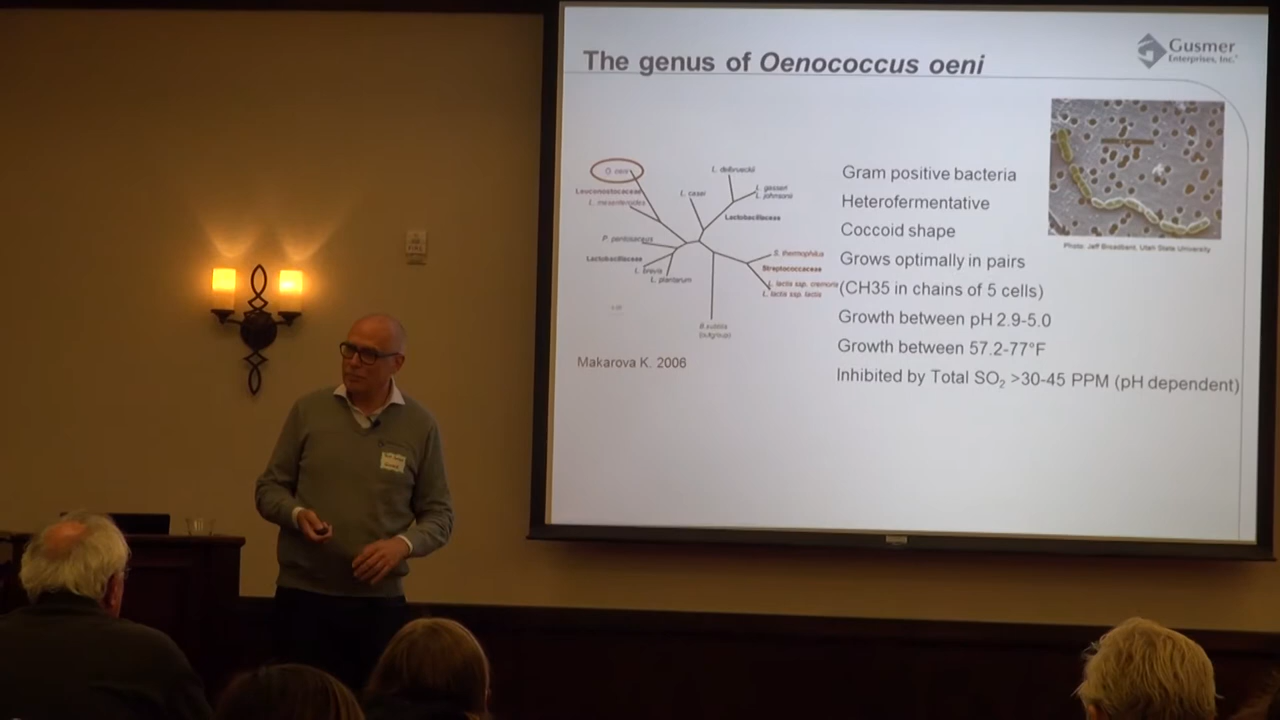 The genus of Oenococcus oeni
Gusmer
Enterprises, Inc.
O. oeni
Leuconostocaceae
L. mesenteroides
P. pentosaceus
Lactobacillaceae
L. brevis
L. plantarum
L. casei
L. delbrueckii
L. gasseri
L. johnsonii
Lactobacillaceae
S. thermophilus
Streptococcaceae
L. lactis ssp. cremoris
L. lactis ssp. lactis
B. subtilis
(outgroup)
Makarova K. 2006
Gram positive bacteria
Heterofermentative
Coccoid shape
Grows optimally in pairs
(CH35 in chains of 5 cells)
Growth between pH 2.9-5.0
Growth between 57.2-77°F
Inhibited by Total SO₂ >30-45 PPM (pH dependent)
Photo: Jeff Broadbent, Utah State University